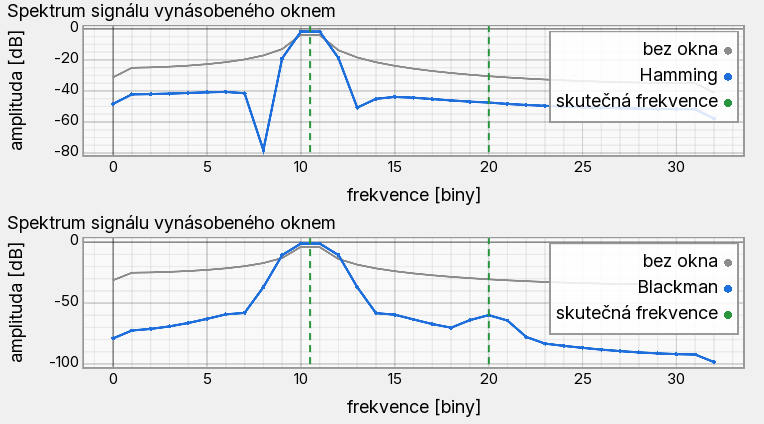 Spektrum signálu vynásobeného oknem
amplituda [dB]
0
-20
-40
-60
-80
bez okna
Hamming
skutečná frekvence
0 5 10 15 20 25 30
frekvence [biny]
Spektrum signálu vynásobeného oknem
amplituda [dB]
0
-50
-100
bez okna
Blackman
skutečná frekvence
0 5 10 15 20 25 30
frekvence [biny]